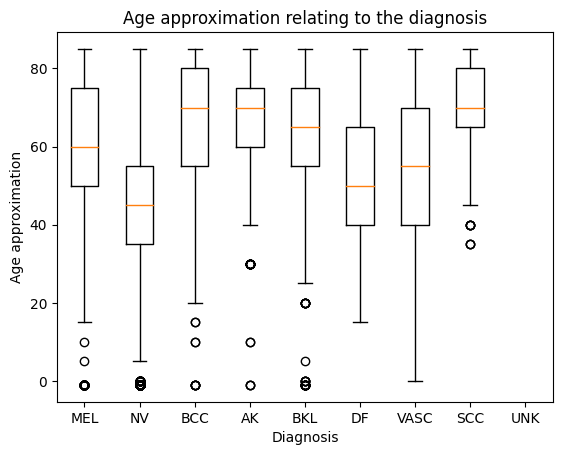 Age approximation relating to the diagnosis
Age approximation
80
60
40
20
0
MEL NV BCC AK BKL DF VASC SCC UNK
Diagnosis